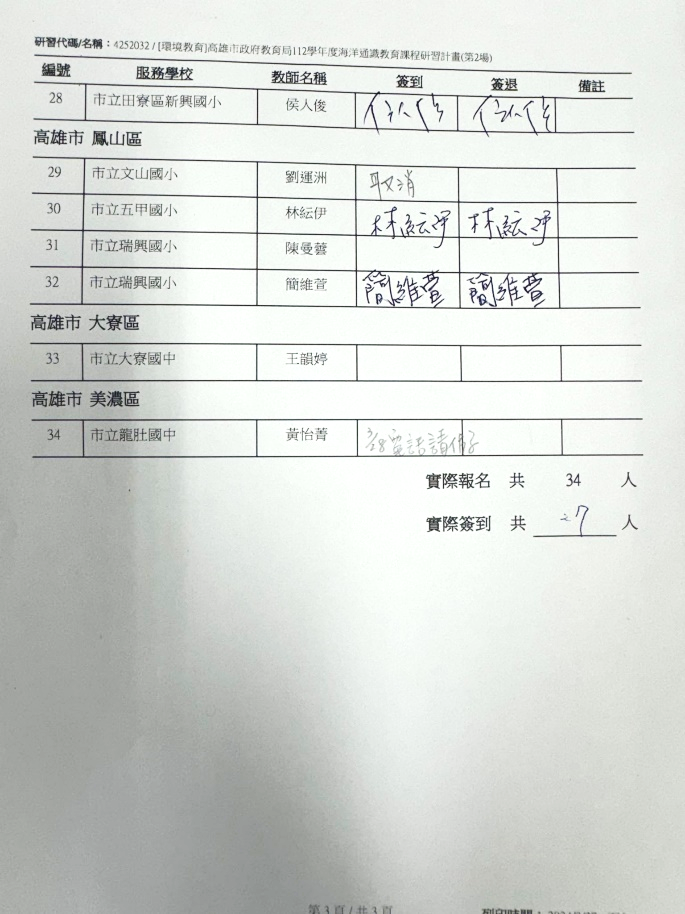 研習代碼/名稱：4252032 / [環境教育]高雄市政府教育局112學年度海洋通識教育課程研習計畫(第2場)
編號 服務學校 教師名稱 簽到 簽退 備註
28 市立田寮區新興國小 侯人俊
高雄市 鳳山區
29 市立文山國小 劉運洲 取消
30 市立五甲國小 林紜伊 林紜伊 林紜伊
31 市立瑞興國小 陳曼蕓
32 市立瑞興國小 簡維萱 簡維萱 簡維萱
高雄市 大寮區
33 市立大寮國中 王韻婷
高雄市 美濃區
34 市立龍肚國中 黃怡菁 電話請假
實際報名 共 34 人
實際簽到 共 27 人
第 3 頁 / 共 3 頁